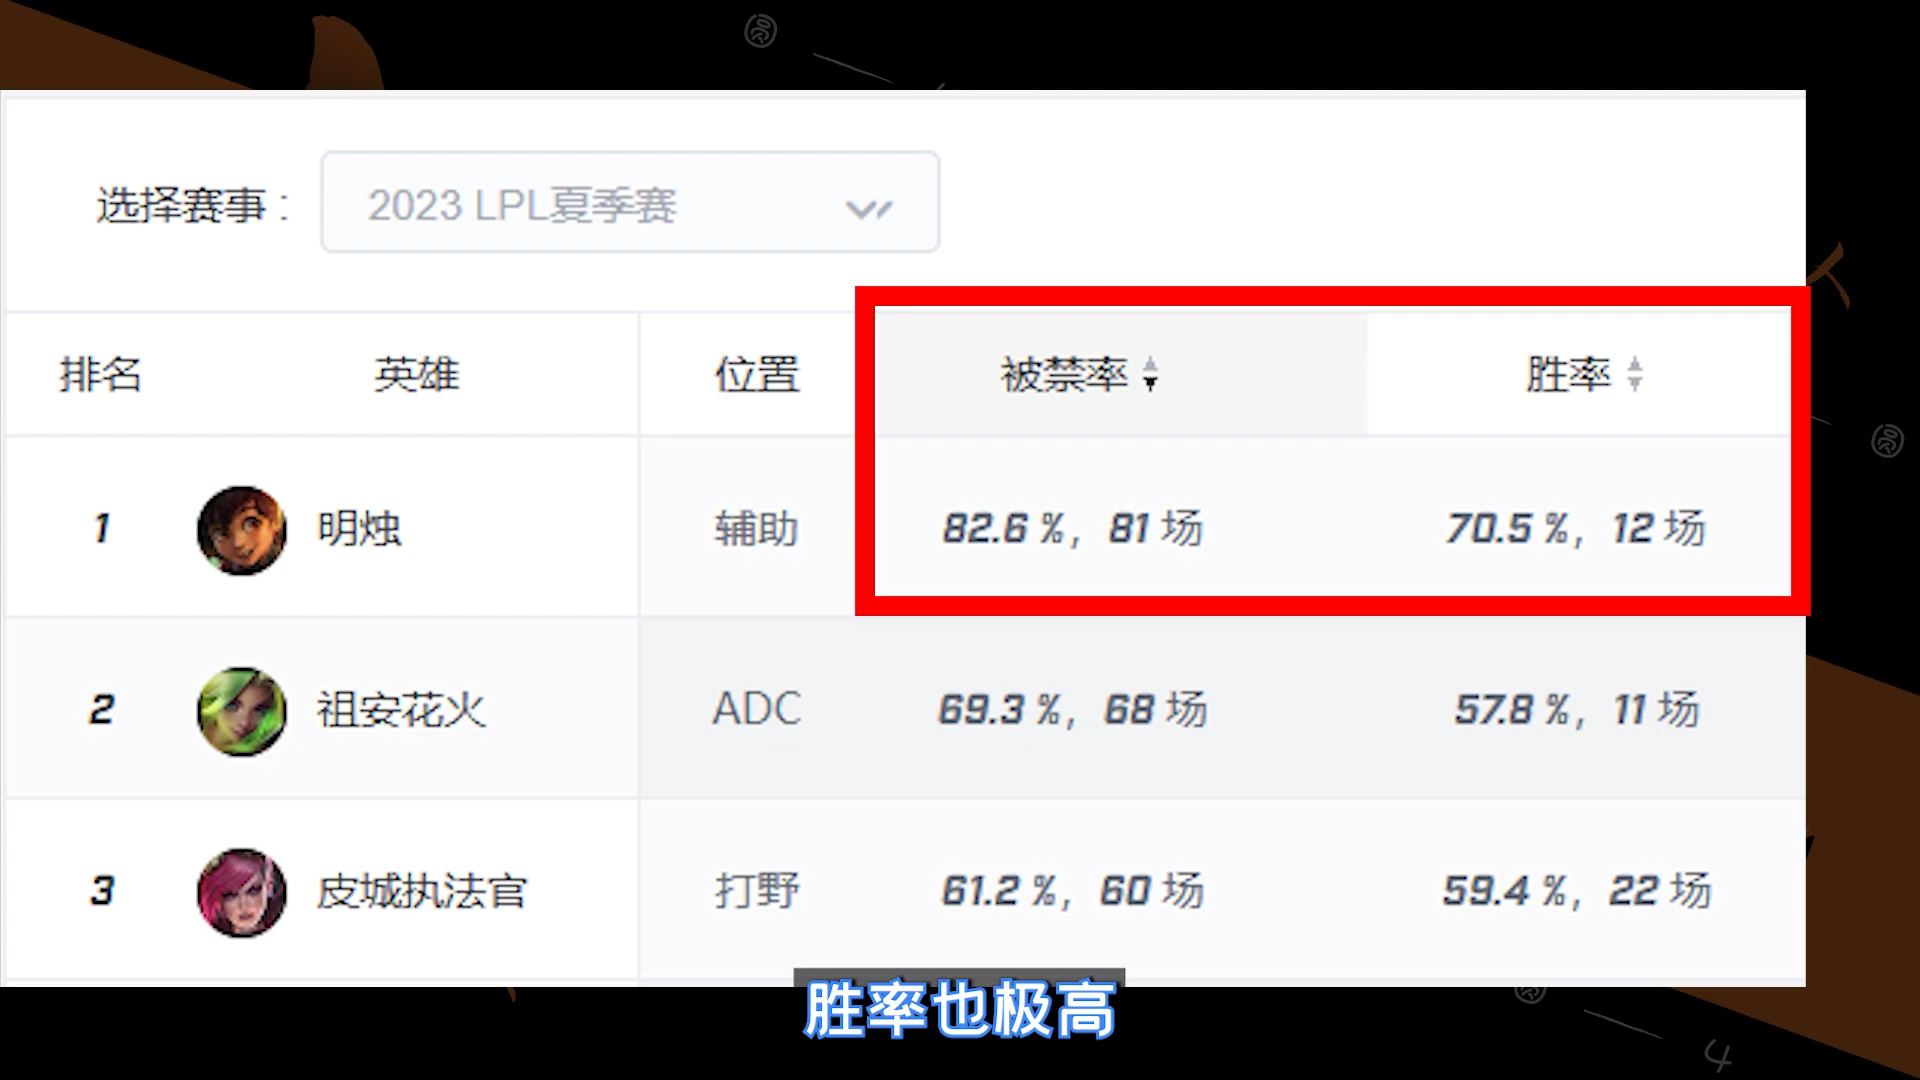 选择赛事：
2023 LPL夏季赛
排名 英雄 位置 被禁率 胜率
1 明烛 辅助 82.6 %，81 场 70.5 %，12 场
2 祖安花火 ADC 69.3 %，68 场 57.8 %，11 场
3 皮城执法官 打野 61.2 %，60 场 59.4 %，22 场
胜率也极高